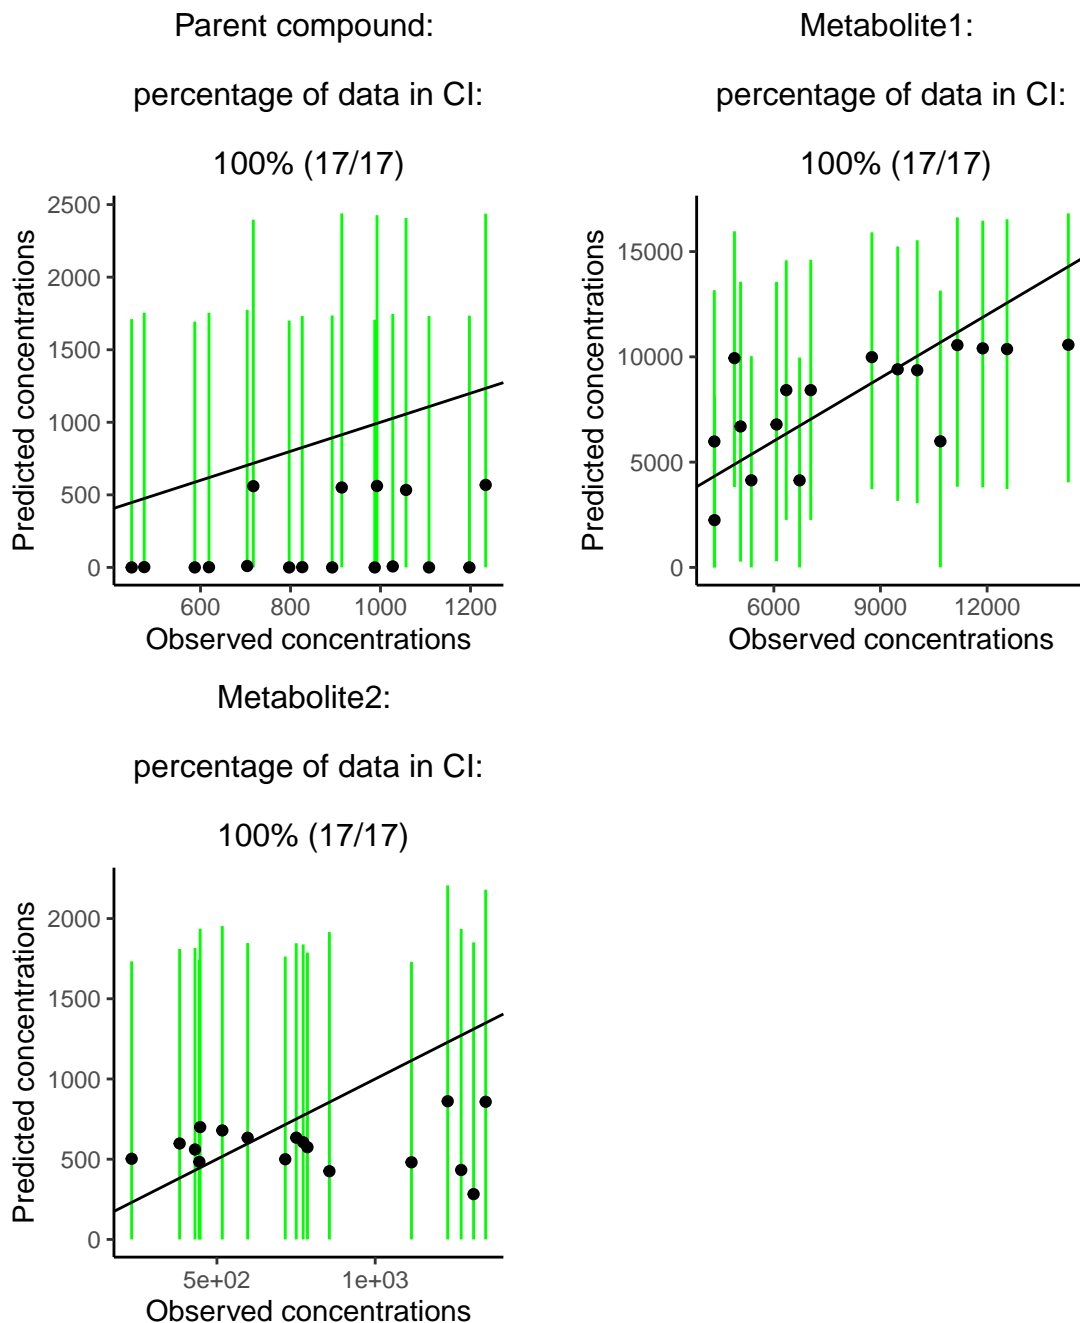 Parent compound:
percentage of data in CI:
100% (17/17)
2500
2000
1500
1000
500
0
Predicted concentrations
600 800 1000 1200
Observed concentrations
Metabolite1:
percentage of data in CI:
100% (17/17)
15000
10000
5000
0
Predicted concentrations
6000 9000 12000
Observed concentrations
Metabolite2:
percentage of data in CI:
100% (17/17)
2000
1500
1000
500
0
Predicted concentrations
5e+02 1e+03
Observed concentrations